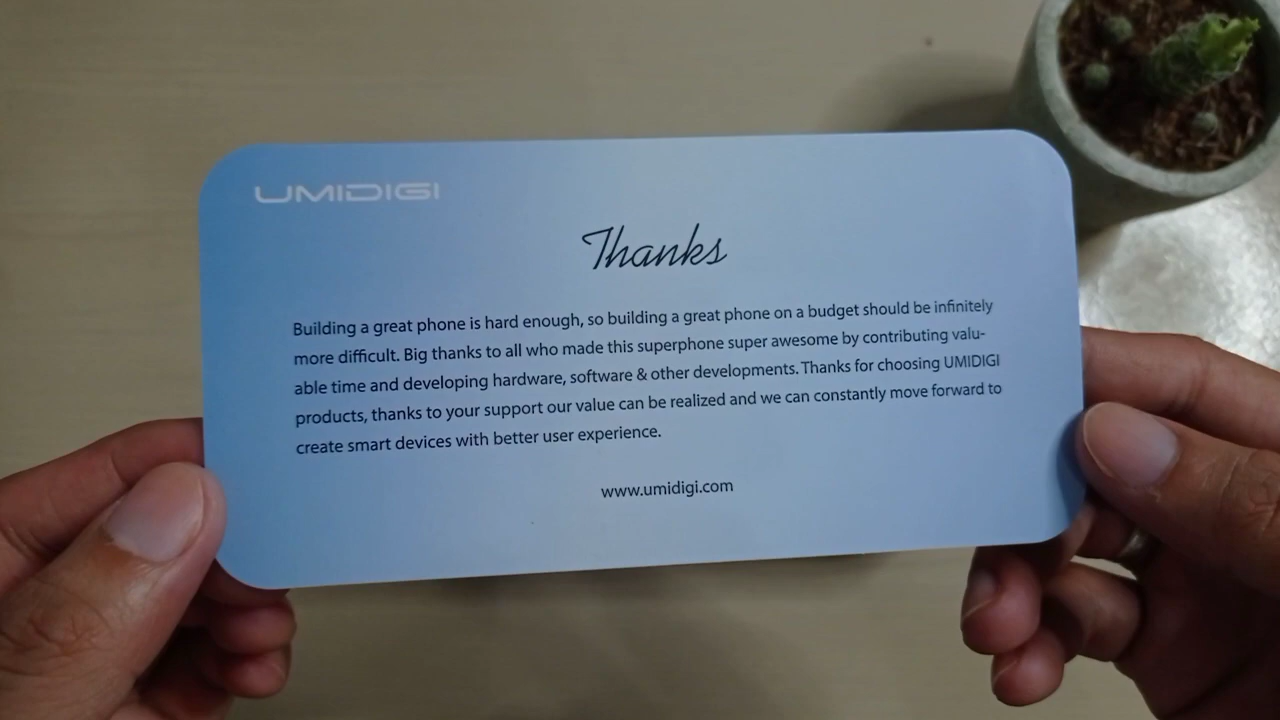 UMIDIGI
Thanks
Building a great phone is hard enough, so building a great phone on a budget should be infinitely
more difficult. Big thanks to all who made this superphone super awesome by contributing valu-
able time and developing hardware, software & other developments. Thanks for choosing UMIDIGI
products, thanks to your support our value can be realized and we can constantly move forward to
create smart devices with better user experience.
www.umidigi.com